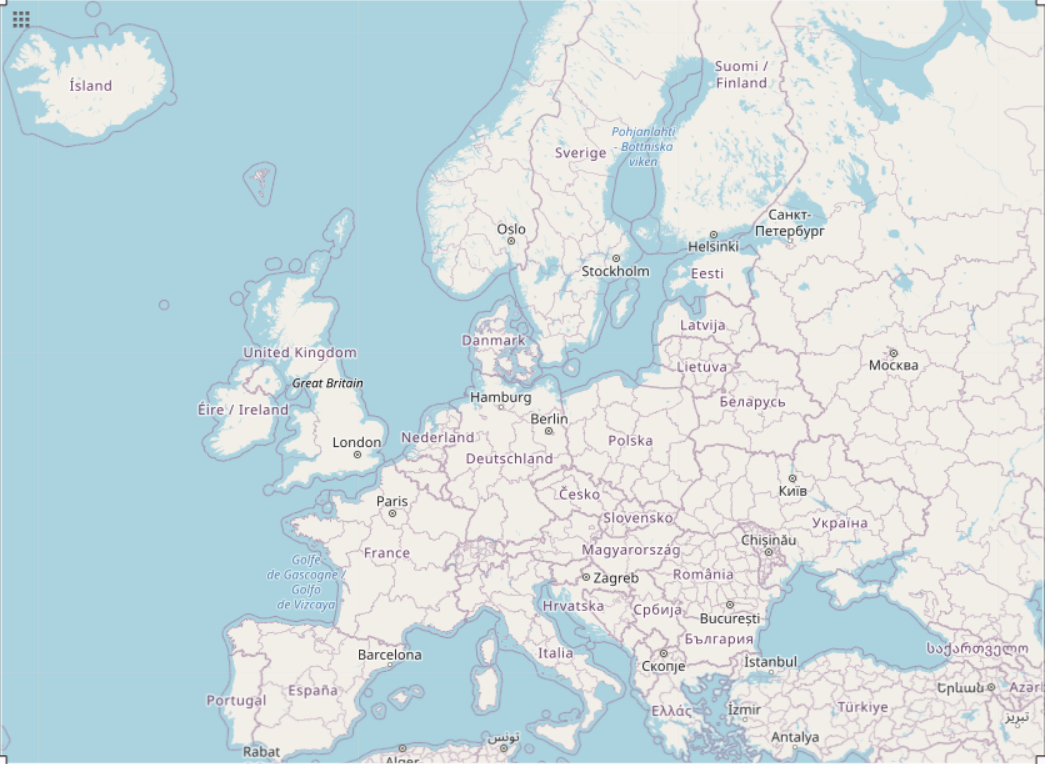 Ísland
Suomi /
Finland
Pohjanlahti
- Bottniska
viken
Sverige
Санкт-
Петербург
Oslo
Helsinki
Stockholm
Eesti
Latvija
Danmark
United Kingdom
Москва
Lietuva
Great Britain
Hamburg
Беларусь
Éire / Ireland
Berlin
Nederland
Polska
London
Deutschland
Česko
Київ
Paris
Slovensko
Україна
Chișinău
Magyarország
France
Golfe
de Gascogne /
Golfo
de Vizcaya
România
Zagreb
Hrvatska
Србија
București
България
საქართველო
Barcelona
Italia
Скопје
İstanbul
España
Երևան
Azər
Portugal
Ελλάς
İzmir
Türkiye
تبریز
Antalya
تونس
Rabat
Alger